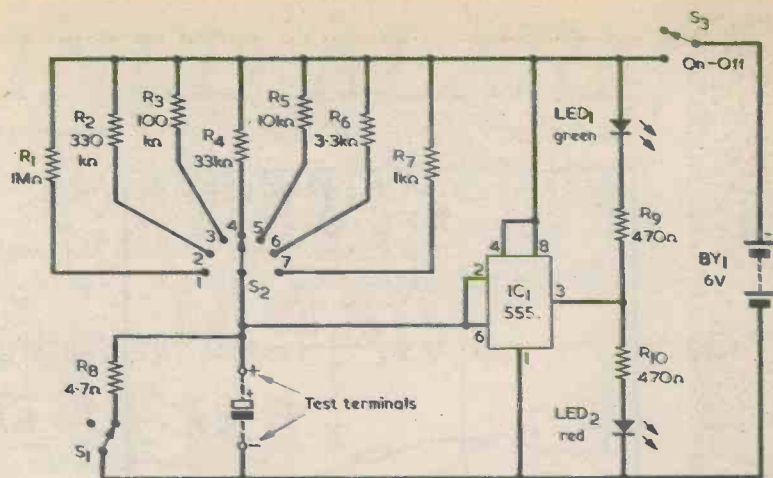 S3
On-Off
R1
1MΩ
R2
330
kΩ
R3
100
kΩ
R4
33kΩ
R5
10kΩ
R6
3·3kΩ
R7
1kΩ
LED1
green
R9
470Ω
BY1
6V
1
2
3
4
5
6
7
S2
4
8
2
6
IC1
555
3
1
R8
4·7Ω
S1
+
+
−
Test terminals
R10
470Ω
LED2
red